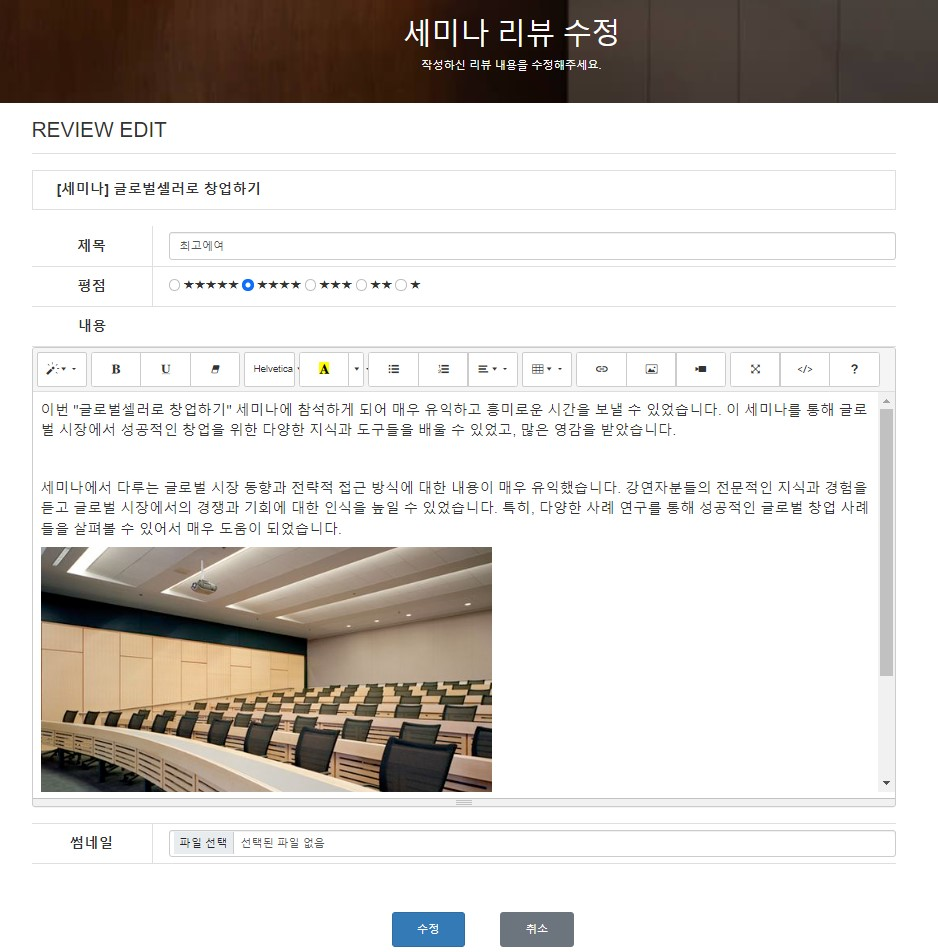 세미나 리뷰 수정
작성하신 리뷰 내용을 수정해주세요.
REVIEW EDIT
[세미나] 글로벌셀러로 창업하기
제목 최고에여
평점 ★★★★★ ★★★★ ★★★ ★★ ★
내용
B U Helvetica A </> ?
이번 "글로벌셀러로 창업하기" 세미나에 참석하게 되어 매우 유익하고 흥미로운 시간을 보낼 수 있었습니다. 이 세미나를 통해 글로
벌 시장에서 성공적인 창업을 위한 다양한 지식과 도구들을 배울 수 있었고, 많은 영감을 받았습니다.
세미나에서 다루는 글로벌 시장 동향과 전략적 접근 방식에 대한 내용이 매우 유익했습니다. 강연자분들의 전문적인 지식과 경험을
듣고 글로벌 시장에서의 경쟁과 기회에 대한 인식을 높일 수 있었습니다. 특히, 다양한 사례 연구를 통해 성공적인 글로벌 창업 사례
들을 살펴볼 수 있어서 매우 도움이 되었습니다.
썸네일 파일 선택 선택된 파일 없음
수정 취소